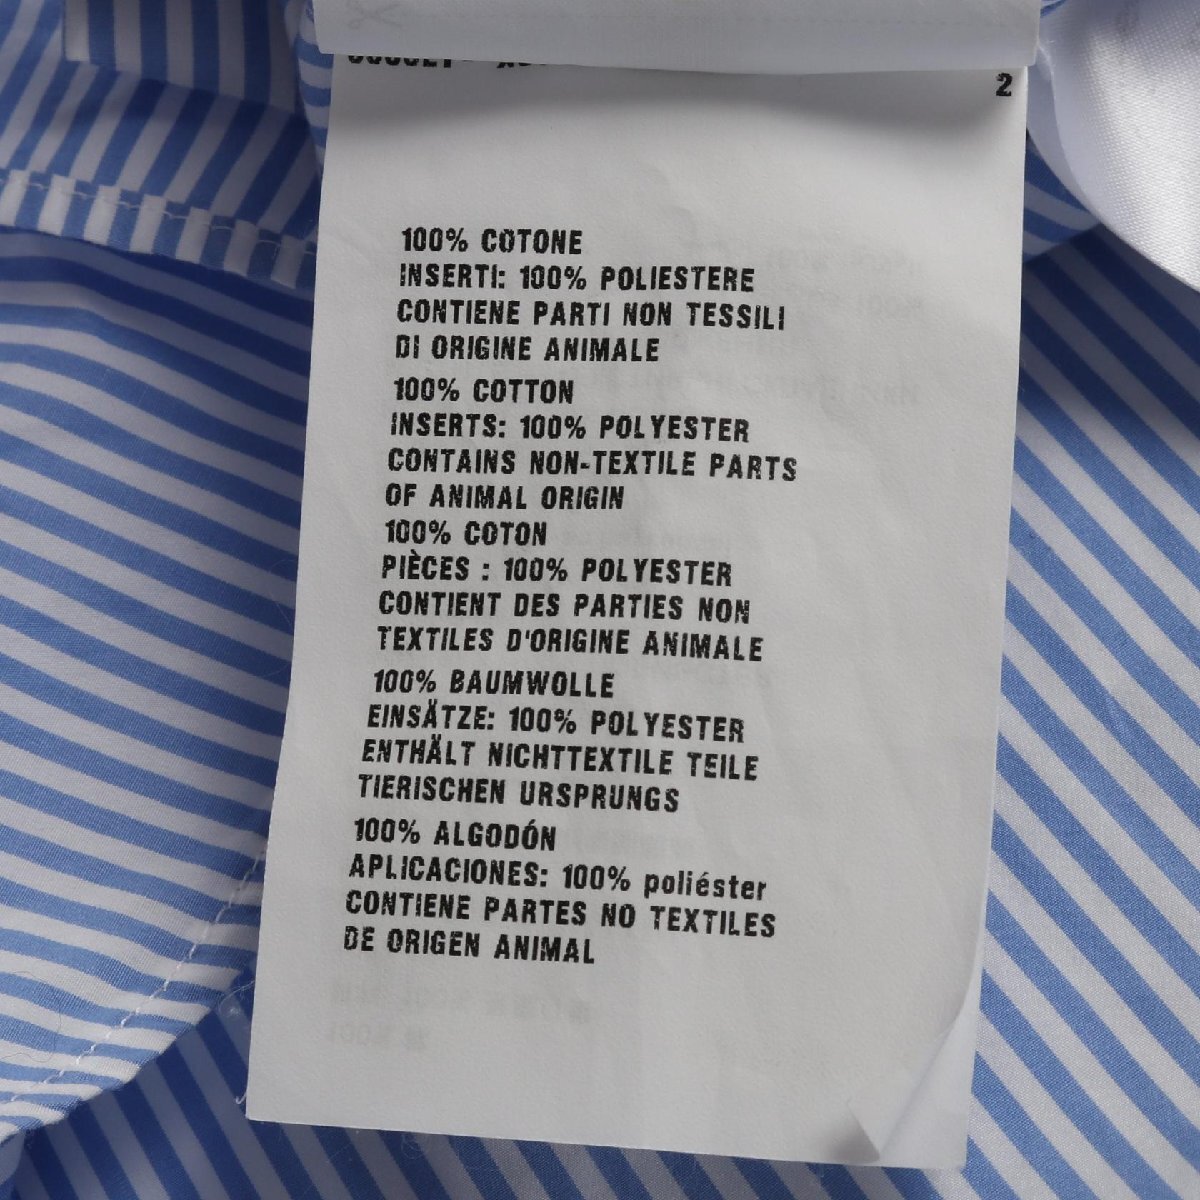 2
100% COTONE
INSERTI: 100% POLIESTERE
CONTIENE PARTI NON TESSILI
DI ORIGINE ANIMALE
100% COTTON
INSERTS: 100% POLYESTER
CONTAINS NON-TEXTILE PARTS
OF ANIMAL ORIGIN
100% COTON
PIÈCES : 100% POLYESTER
CONTIENT DES PARTIES NON
TEXTILES D'ORIGINE ANIMALE
100% BAUMWOLLE
EINSÄTZE: 100% POLYESTER
ENTHÄLT NICHTTEXTILE TEILE
TIERISCHEN URSPRUNGS
100% ALGODÓN
APLICACIONES: 100% poliéster
CONTIENE PARTES NO TEXTILES
DE ORIGEN ANIMAL